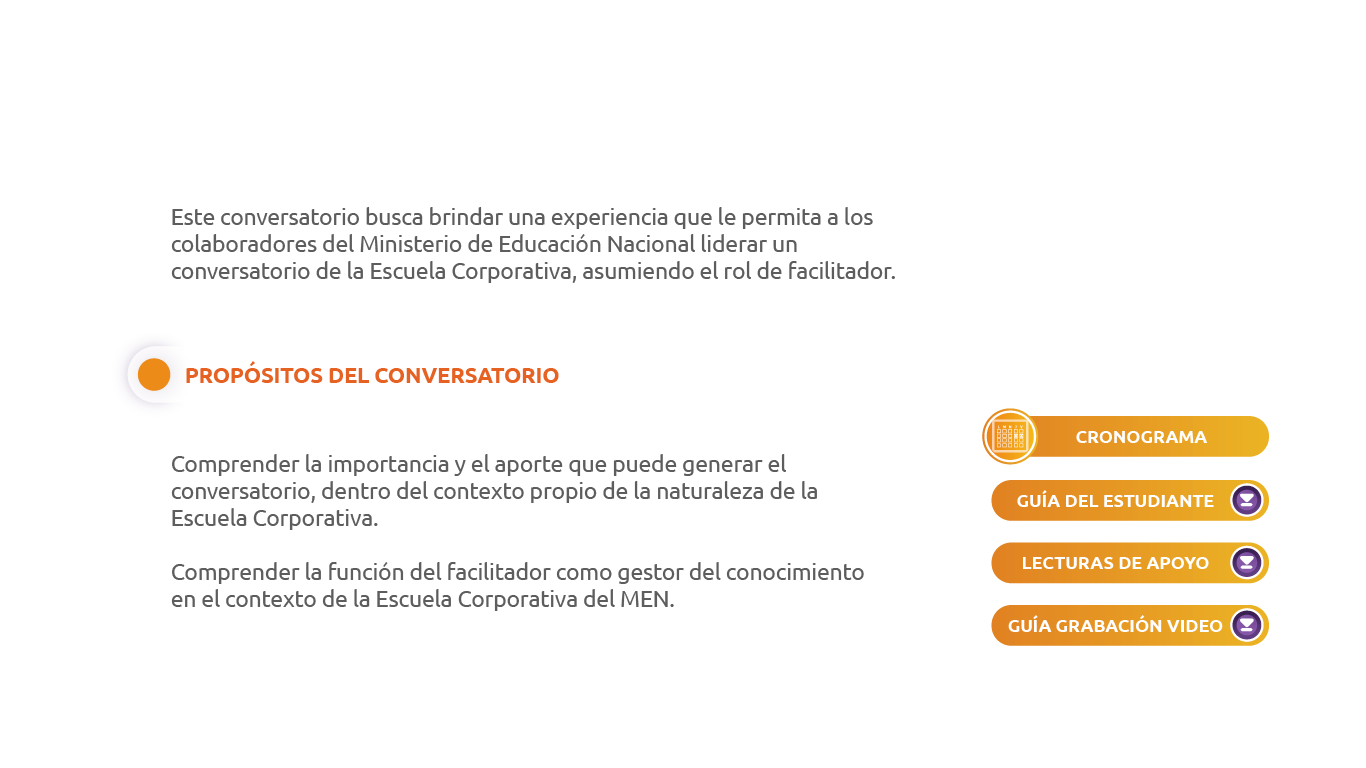 Este conversatorio busca brindar una experiencia que le permita a los
colaboradores del Ministerio de Educación Nacional liderar un
conversatorio de la Escuela Corporativa, asumiendo el rol de facilitador.
PROPÓSITOS DEL CONVERSATORIO
Comprender la importancia y el aporte que puede generar el
conversatorio, dentro del contexto propio de la naturaleza de la
Escuela Corporativa.
Comprender la función del facilitador como gestor del conocimiento
en el contexto de la Escuela Corporativa del MEN.
CRONOGRAMA
GUÍA DEL ESTUDIANTE
LECTURAS DE APOYO
GUÍA GRABACIÓN VIDEO